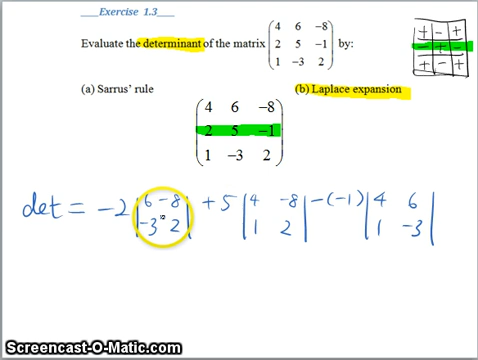 Exercise 1.3
Evaluate the determinant of the matrix ( 4 6 −8 ; 2 5 −1 ; 1 −3 2 ) by:
+ − +
− + −
+ − +
(a) Sarrus' rule (b) Laplace expansion
4 6 −8
2 5 −1
1 −3 2
det = −2 | 6 −8 ; −3 2 | + 5 | 4 −8 ; 1 2 | −(−1) | 4 6 ; 1 −3 |
Screencast-O-Matic.com